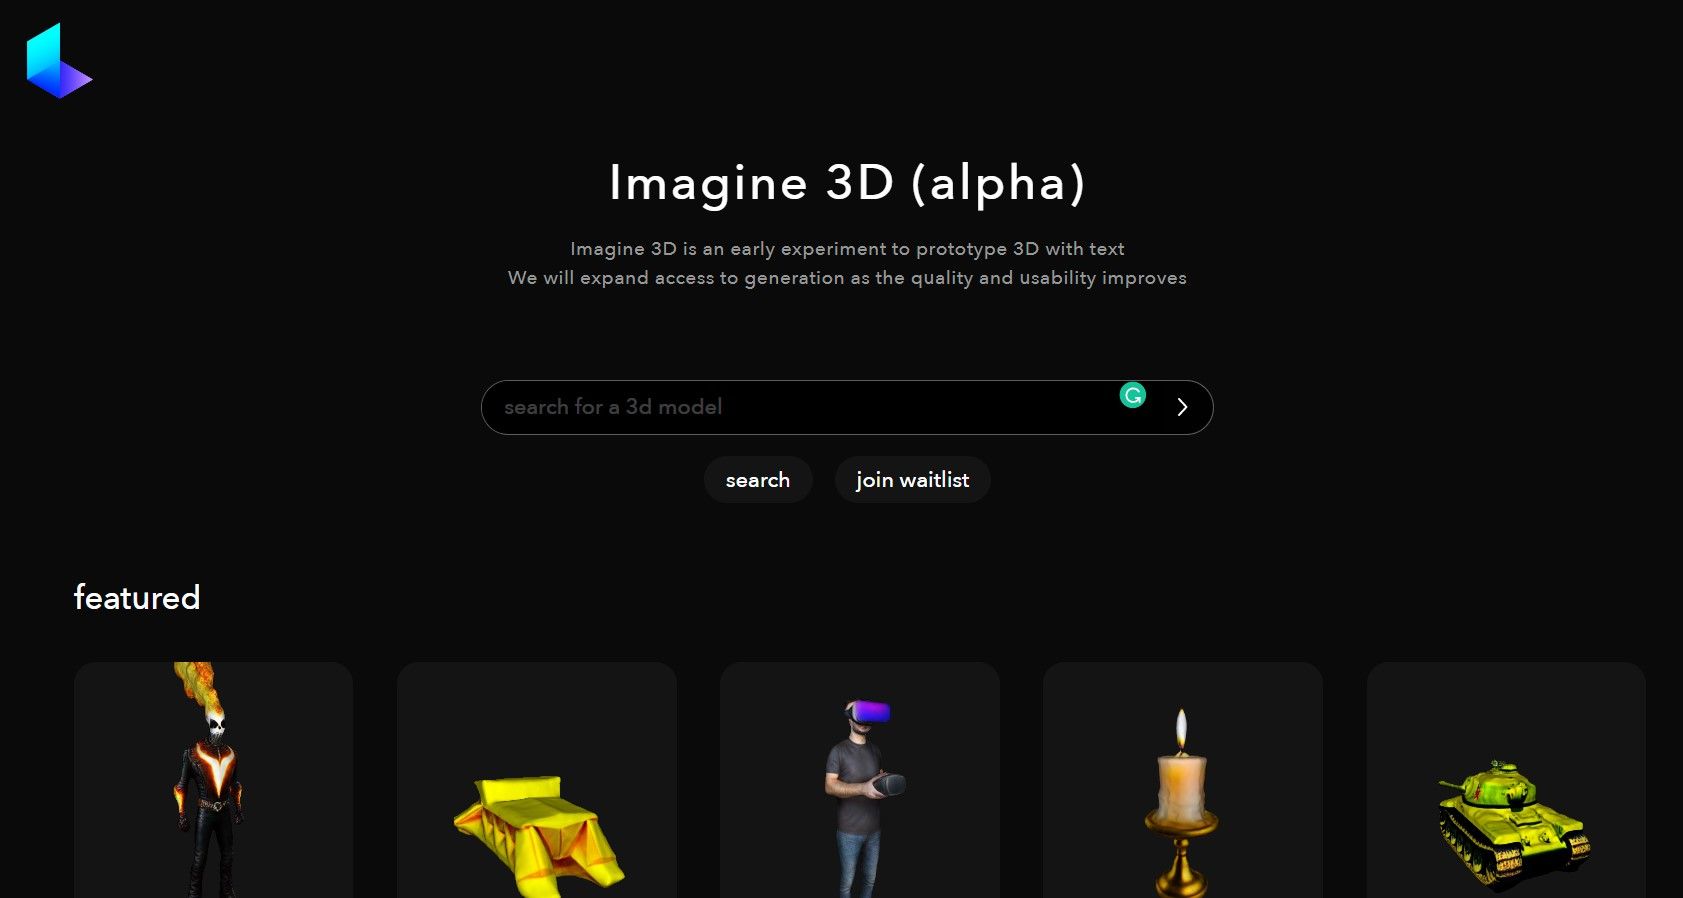 Imagine 3D (alpha)
Imagine 3D is an early experiment to prototype 3D with text
We will expand access to generation as the quality and usability improves
search for a 3d model
search
join waitlist
featured